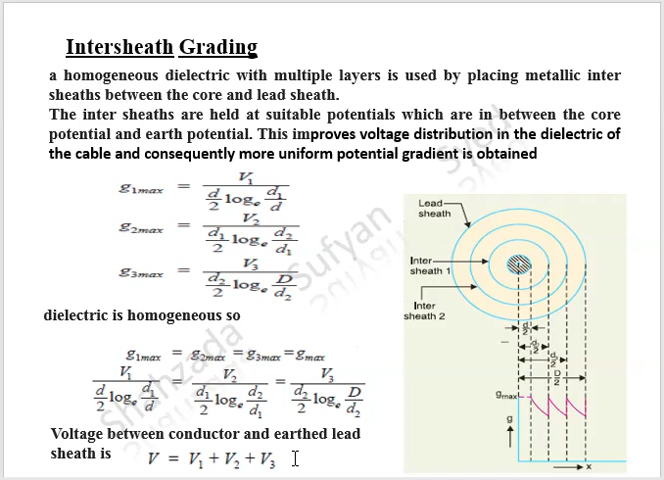 Intersheath Grading
a homogeneous dielectric with multiple layers is used by placing metallic inter
sheaths between the core and lead sheath.
The inter sheaths are held at suitable potentials which are in between the core
potential and earth potential. This improves voltage distribution in the dielectric of
the cable and consequently more uniform potential gradient is obtained
g₁max = V₁ / (d/2 logₑ d₁/d)
g₂max = V₂ / (d₁/2 logₑ d₂/d₁)
g₃max = V₃ / (d₂/2 logₑ D/d₂)
dielectric is homogeneous so
g₁max = g₂max = g₃max = gmax
V₁ / (d/2 logₑ d₁/d) = V₂ / (d₁/2 logₑ d₂/d₁) = V₃ / (d₂/2 logₑ D/d₂)
Voltage between conductor and earthed lead
sheath is V = V₁ + V₂ + V₃
Lead
sheath
Inter
sheath 1
Inter
sheath 2
d/2
d₁/2
d₂/2
D/2
gmax
g
x
Syed
Sufyan
Shahzada